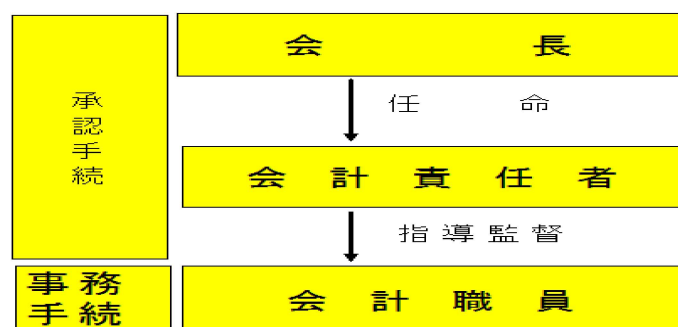 会長
任命
承認手続
会計責任者
指導監督
事務
手続
会計職員